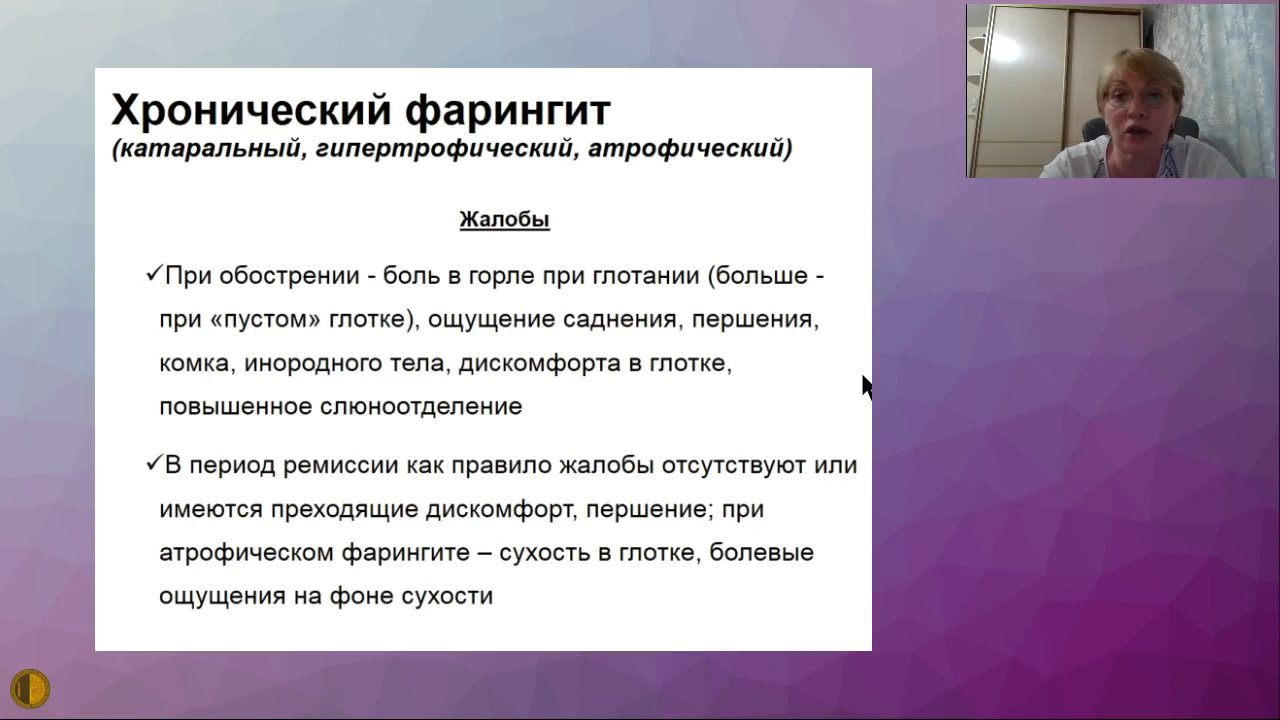 Хронический фарингит
(катаральный, гипертрофический, атрофический)
Жалобы
✓При обострении - боль в горле при глотании (больше -
при «пустом» глотке), ощущение саднения, першения,
комка, инородного тела, дискомфорта в глотке,
повышенное слюноотделение
✓В период ремиссии как правило жалобы отсутствуют или
имеются преходящие дискомфорт, першение; при
атрофическом фарингите – сухость в глотке, болевые
ощущения на фоне сухости